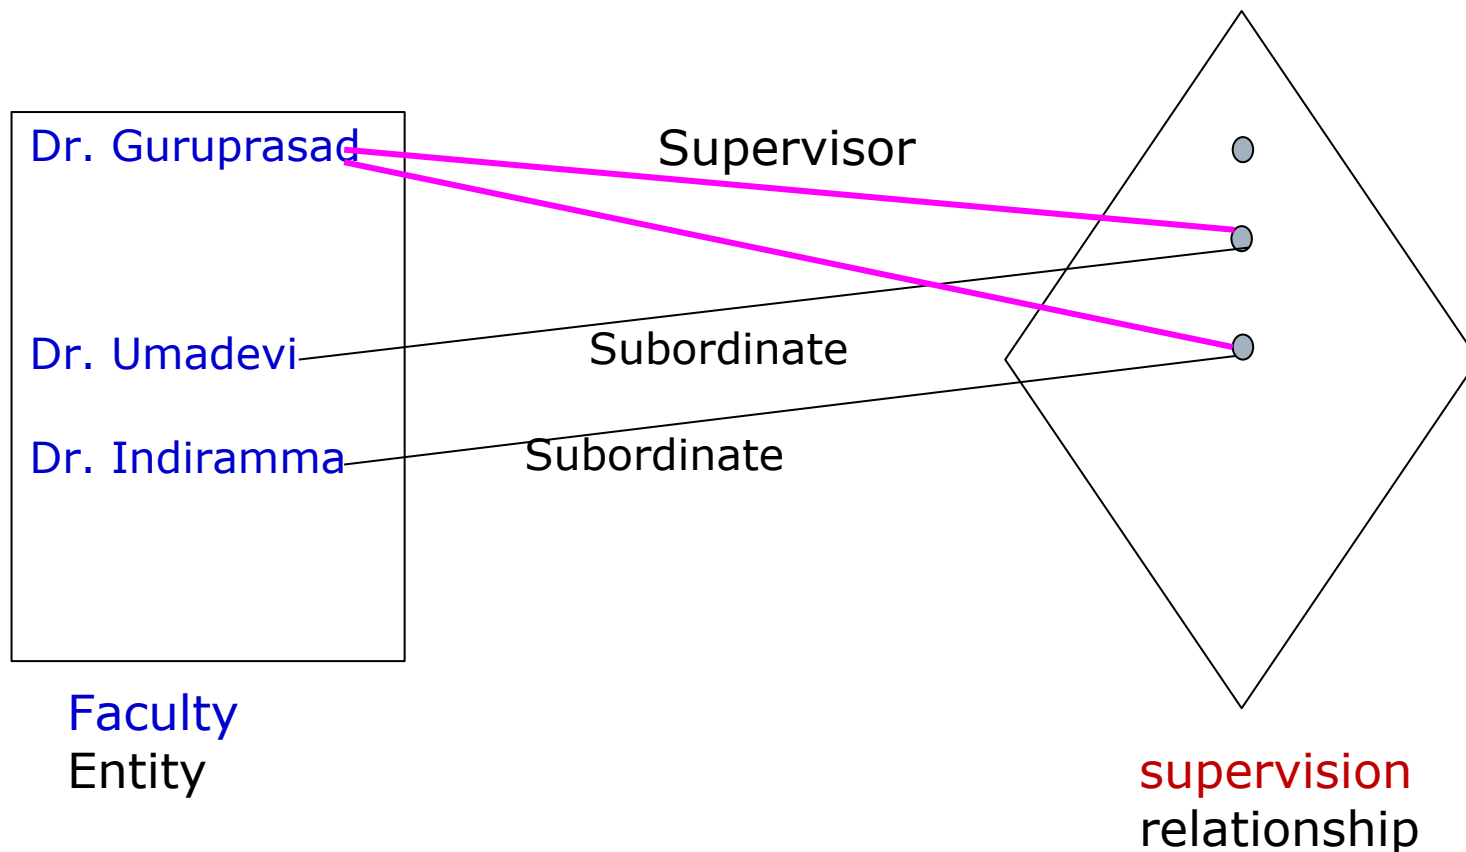 Dr. Guruprasad
Supervisor
Dr. Umadevi
Subordinate
Dr. Indiramma
Subordinate
Faculty
Entity
supervision
relationship